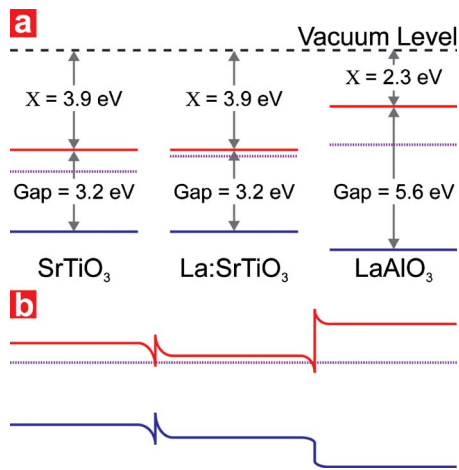 a
Vacuum Level
X = 3.9 eV
X = 3.9 eV
X = 2.3 eV
Gap = 3.2 eV
Gap = 3.2 eV
Gap = 5.6 eV
SrTiO₃
La:SrTiO₃
LaAlO₃
b